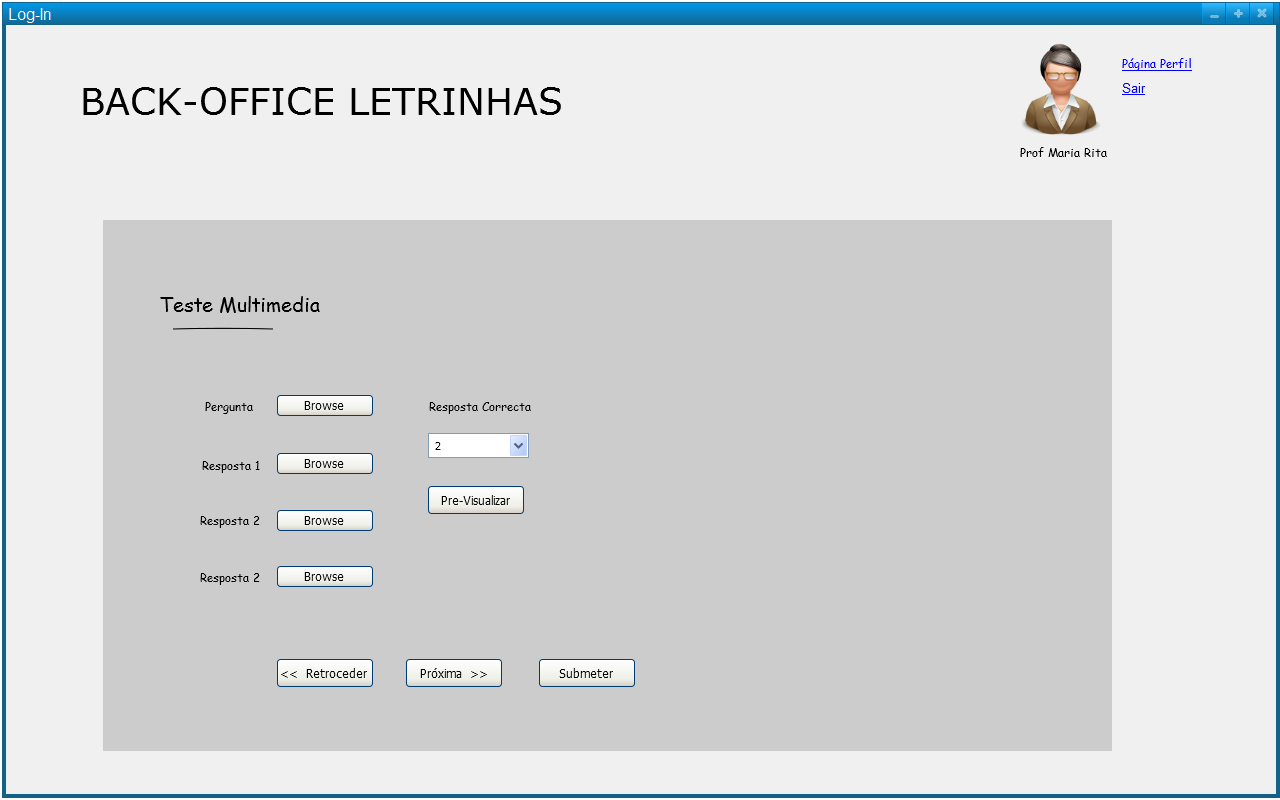 Log-In
Página Perfil
BACK-OFFICE LETRINHAS
Sair
Prof Maria Rita
Teste Multimedia
Pergunta Browse Resposta Correcta
2
Resposta 1 Browse
Pre-Visualizar
Resposta 2 Browse
Resposta 2 Browse
<< Retroceder Próxima >> Submeter